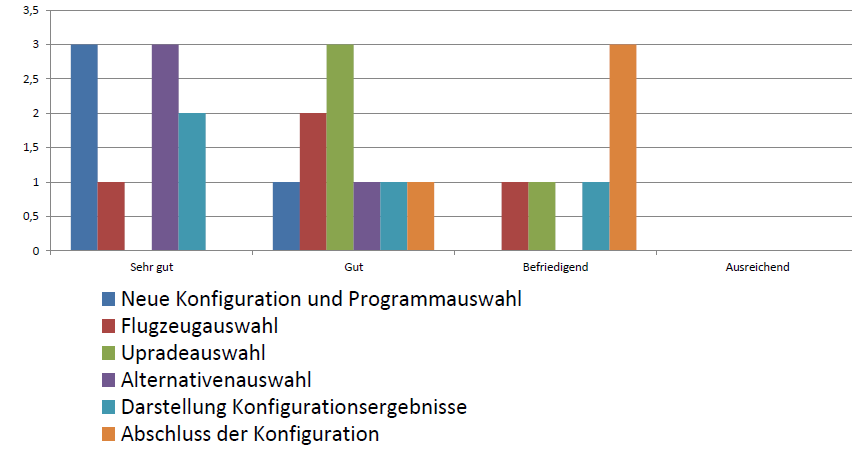 3,5
3
2,5
2
1,5
1
0,5
0
Sehr gut Gut Befriedigend Ausreichend
Neue Konfiguration und Programmauswahl
Flugzeugauswahl
Upradeauswahl
Alternativenauswahl
Darstellung Konfigurationsergebnisse
Abschluss der Konfiguration